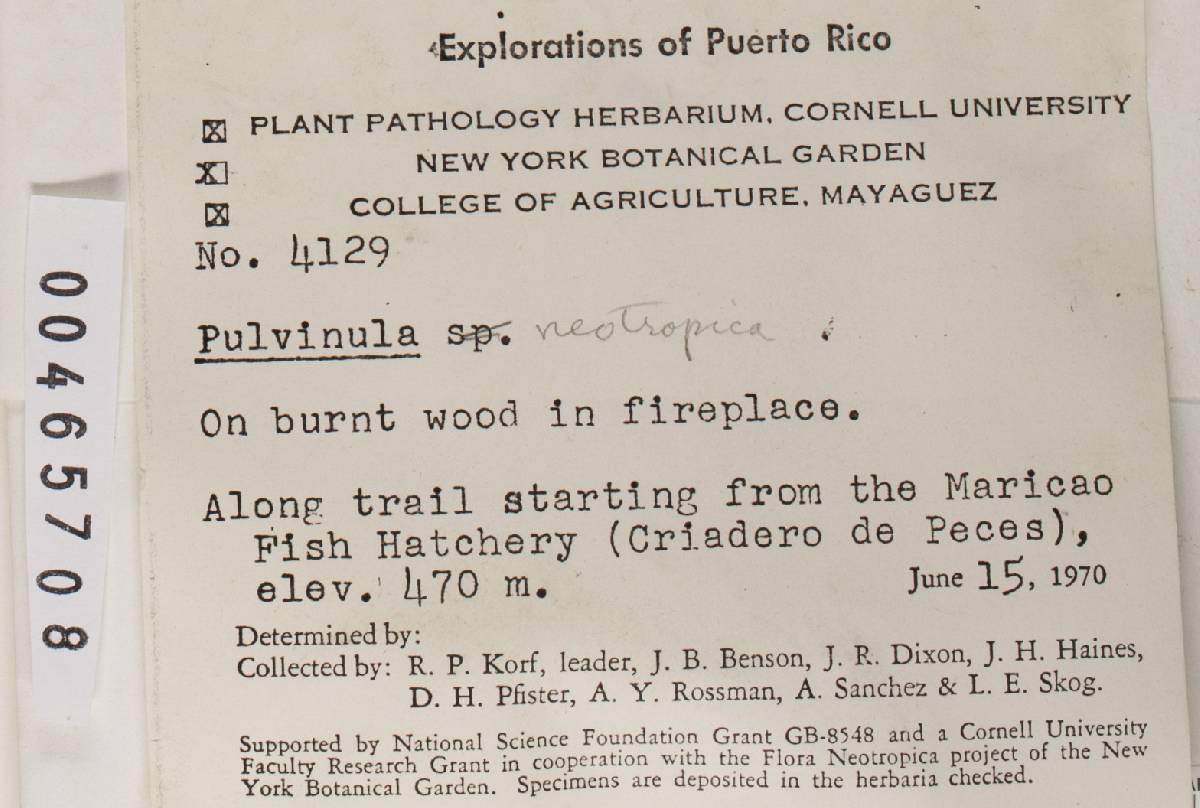 Explorations of Puerto Rico
☒ PLANT PATHOLOGY HERBARIUM, CORNELL UNIVERSITY
☒ NEW YORK BOTANICAL GARDEN
☒ COLLEGE OF AGRICULTURE, MAYAGUEZ
No. 4129
Pulvinula sp. neotropica
On burnt wood in fireplace.
Along trail starting from the Maricao
Fish Hatchery (Criadero de Peces),
elev. 470 m. June 15, 1970
Determined by:
Collected by: R. P. Korf, leader, J. B. Benson, J. R. Dixon, J. H. Haines,
D. H. Pfister, A. Y. Rossman, A. Sanchez & L. E. Skog.
Supported by National Science Foundation Grant GB-8548 and a Cornell University
Faculty Research Grant in cooperation with the Flora Neotropica project of the New
York Botanical Garden. Specimens are deposited in the herbaria checked.
00465708